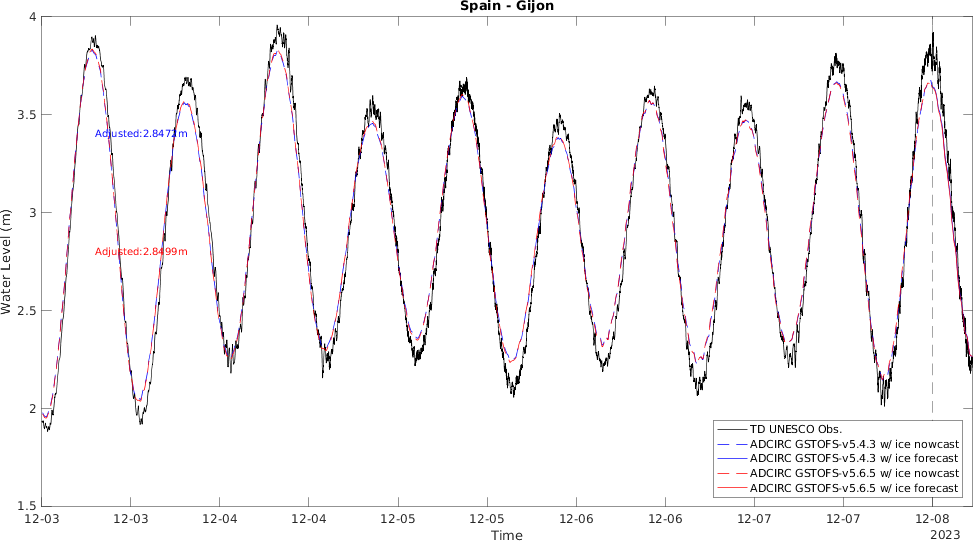 Spain - Gijon
4
3.5
3
2.5
2
1.5
Water Level (m)
Adjusted:2.8472m
Adjusted:2.8499m
TD UNESCO Obs.
ADCIRC GSTOFS-v5.4.3 w/ ice nowcast
ADCIRC GSTOFS-v5.4.3 w/ ice forecast
ADCIRC GSTOFS-v5.6.5 w/ ice nowcast
ADCIRC GSTOFS-v5.6.5 w/ ice forecast
12-03 12-03 12-04 12-04 12-05 12-05 12-06 12-06 12-07 12-07 12-08
Time 2023